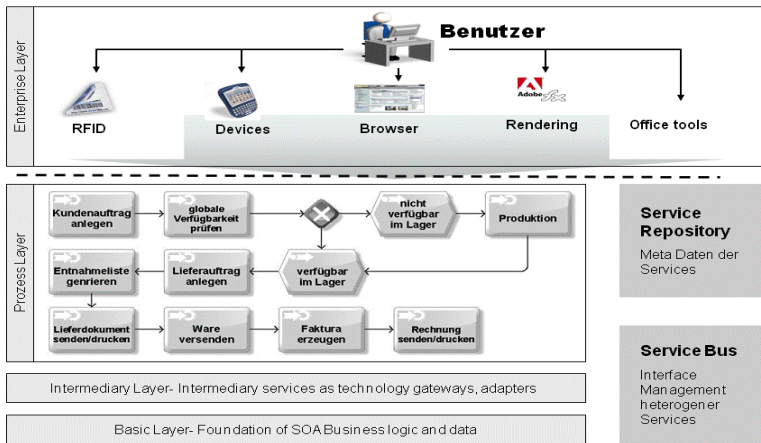 Benutzer
Enterprise Layer
RFID
Devices
Browser
Adobe fx
Rendering
Office tools
Prozess Layer
Kundenauftrag
anlegen
globale
Verfügbarkeit
prüfen
nicht
verfügbar
im Lager
Produktion
Entnahmeliste
genrrieren
Lieferauftrag
anlegen
verfügbar
im Lager
Lieferdokument
senden/drucken
Ware
versenden
Faktura
erzeugen
Rechnung
senden/drucken
Service
Repository
Meta Daten der
Services
Service Bus
Interface
Management
heterogener
Services
Intermediary Layer- Intermediary services as technology gateways, adapters
Basic Layer- Foundation of SOA Business logic and data